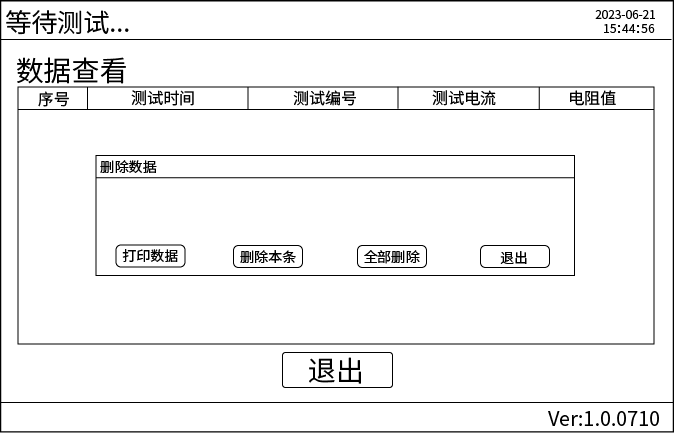 等待测试...
2023-06-21
15:44:56
数据查看
序号 测试时间 测试编号 测试电流 电阻值
删除数据
打印数据 删除本条 全部删除 退出
退出
Ver:1.0.0710